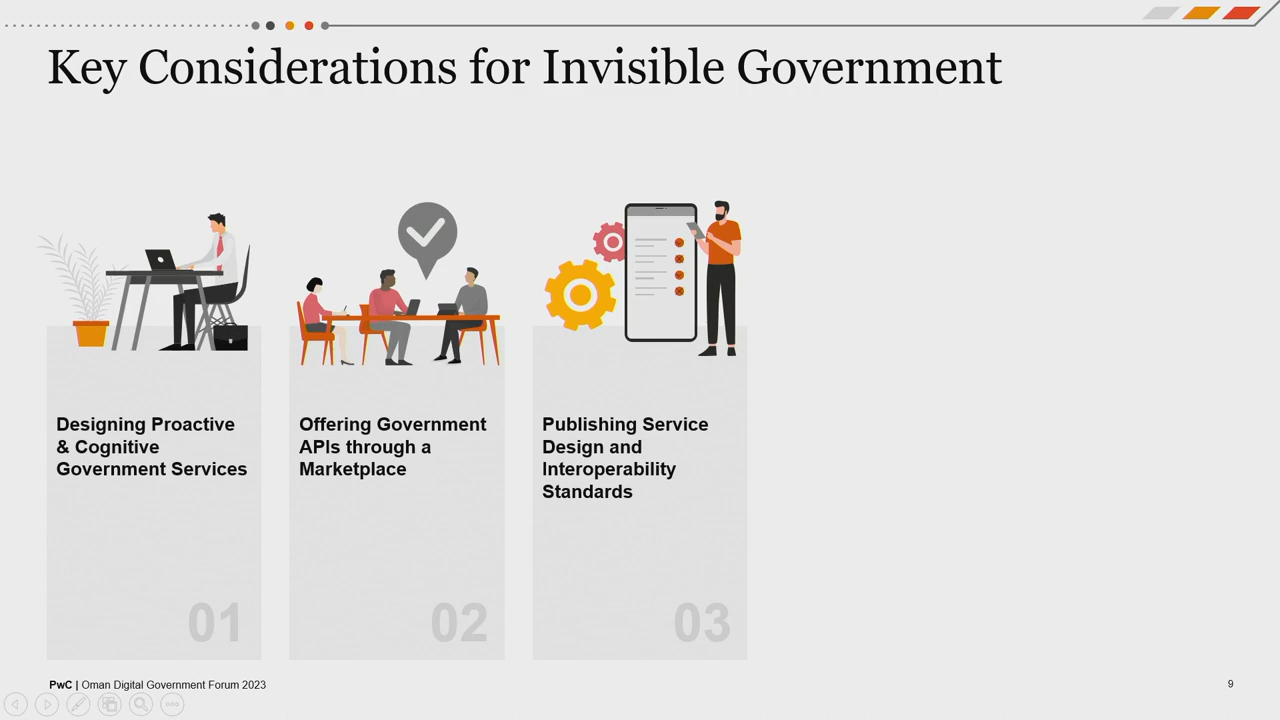 Key Considerations for Invisible Government
Designing Proactive
& Cognitive
Government Services
01
Offering Government
APIs through a
Marketplace
02
Publishing Service
Design and
Interoperability
Standards
03
PwC | Oman Digital Government Forum 2023
9